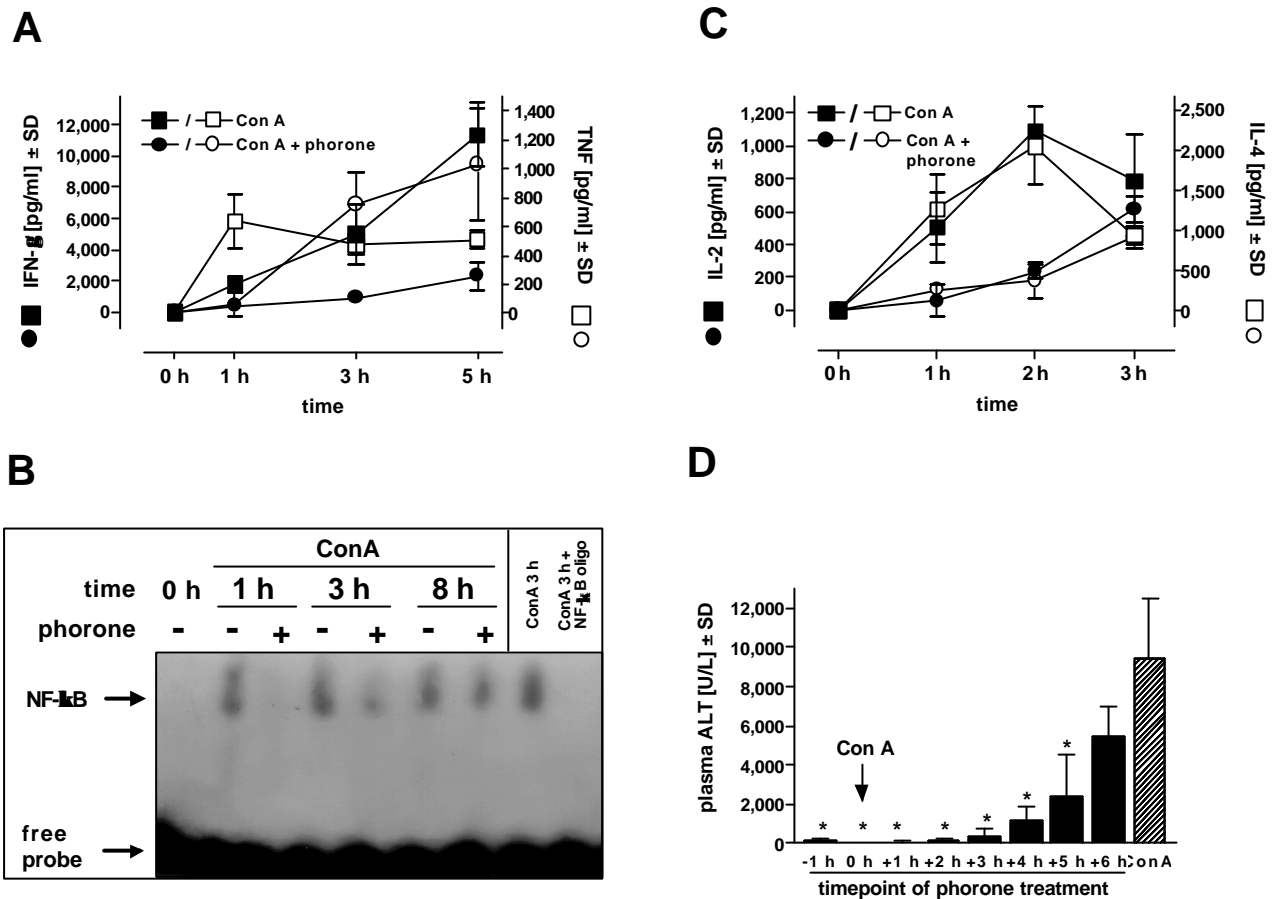 A
IFN-g [pg/ml] ± SD
12,000
10,000
8,000
6,000
4,000
2,000
0
/ Con A
/ Con A + phorone
1,400
1,200
1,000
800
600
400
200
0
TNF [pg/ml] ± SD
0 h 1 h 3 h 5 h
time
C
IL-2 [pg/ml] ± SD
1,200
1,000
800
600
400
200
0
/ Con A
/ Con A +
phorone
2,500
2,000
1,500
1,000
500
0
IL-4 [pg/ml] ± SD
0 h 1 h 2 h 3 h
time
B
ConA
time 0 h 1 h 3 h 8 h
phorone - - + - + - +
ConA 3 h
ConA 3 h +
NF-kB oligo
NF-kB
free
probe
D
plasma ALT [U/L] ± SD
12,000
10,000
8,000
6,000
4,000
2,000
0
Con A
* * * * * * *
-1 h 0 h +1 h +2 h +3 h +4 h +5 h +6 h ConA
timepoint of phorone treatment